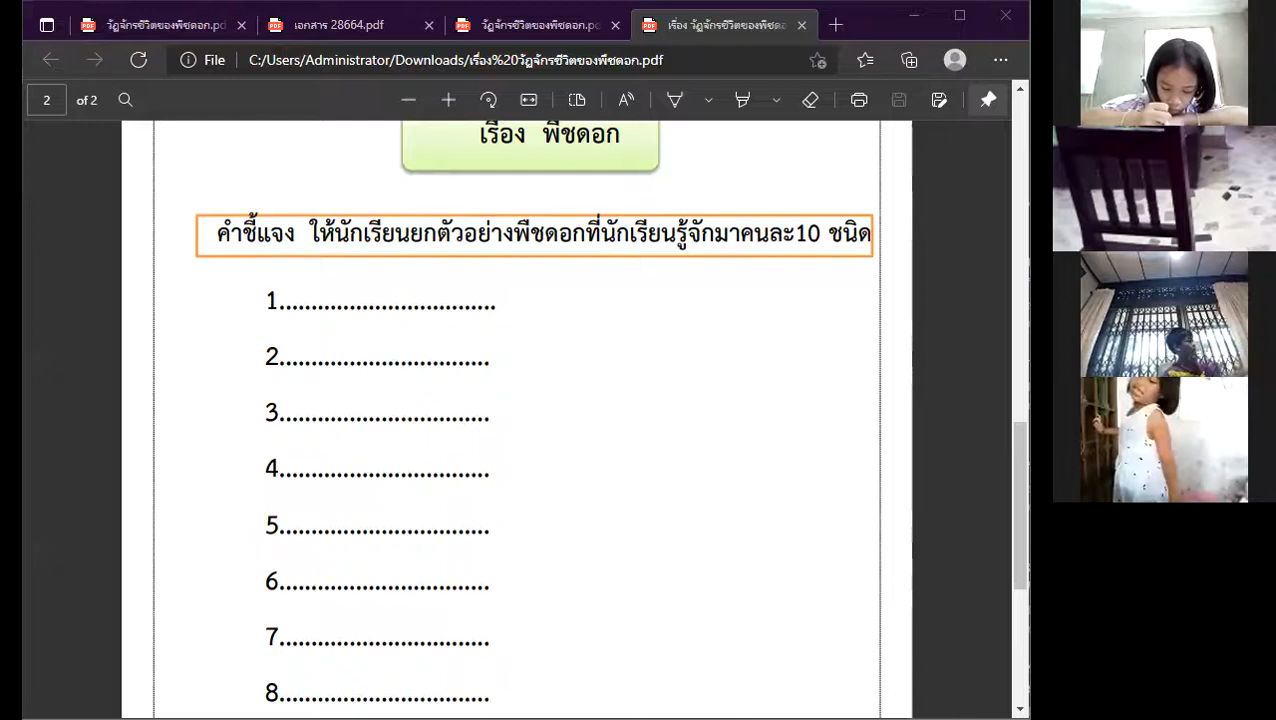 วัฏจักรชีวิตของพืชดอก.pd
เอกสาร 28664.pdf
วัฏจักรชีวิตของพืชดอก.pd
เรื่อง วัฏจักรชีวิตของพืชด
File C:/Users/Administrator/Downloads/เรื่อง%20วัฏจักรชีวิตของพืชดอก.pdf
2 of 2
เรื่อง พืชดอก
คำชี้แจง ให้นักเรียนยกตัวอย่างพืชดอกที่นักเรียนรู้จักมาคนละ10 ชนิด
1..................................
2.................................
3.................................
4.................................
5.................................
6.................................
7.................................
8.................................